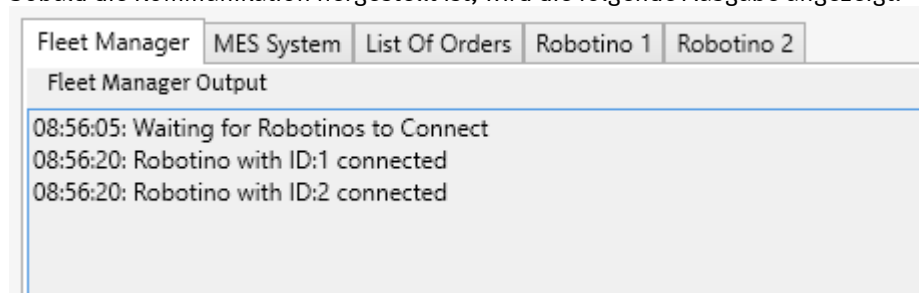 Fleet Manager MES System List Of Orders Robotino 1 Robotino 2
Fleet Manager Output
08:56:05: Waiting for Robotinos to Connect
08:56:20: Robotino with ID:1 connected
08:56:20: Robotino with ID:2 connected